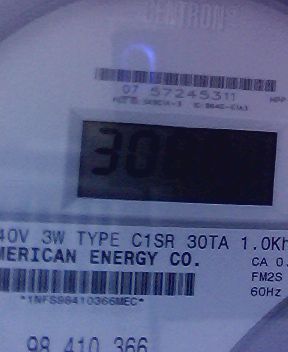 CENTRON
07 57245311
40V 3W TYPE C1SR 30TA 1.0Kh
MERICAN ENERGY CO.
CA 0.
FM2S
60Hz
*1NFS98410366MEC*
98 410 366